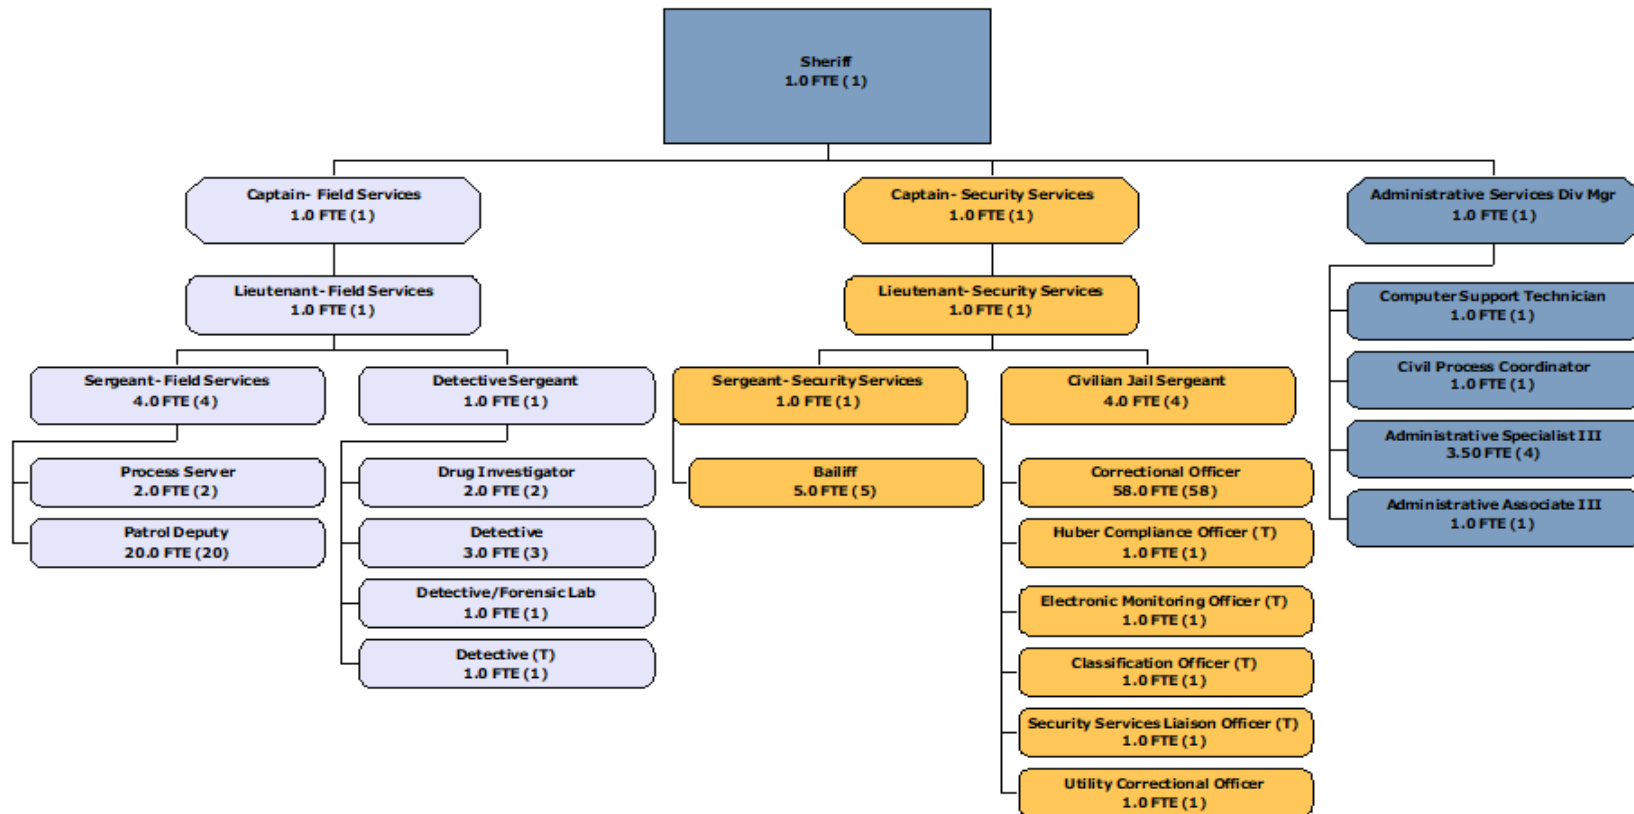 Sheriff
1.0 FTE (1)
Captain- Field Services
1.0 FTE (1)
Captain- Security Services
1.0 FTE (1)
Administrative Services Div Mgr
1.0 FTE (1)
Lieutenant- Field Services
1.0 FTE (1)
Lieutenant- Security Services
1.0 FTE (1)
Computer Support Technician
1.0 FTE (1)
Civil Process Coordinator
1.0 FTE (1)
Administrative Specialist III
3.50 FTE (4)
Administrative Associate III
1.0 FTE (1)
Sergeant- Field Services
4.0 FTE (4)
Detective Sergeant
1.0 FTE (1)
Sergeant- Security Services
1.0 FTE (1)
Civilian Jail Sergeant
4.0 FTE (4)
Process Server
2.0 FTE (2)
Patrol Deputy
20.0 FTE (20)
Drug Investigator
2.0 FTE (2)
Detective
3.0 FTE (3)
Detective/Forensic Lab
1.0 FTE (1)
Detective (T)
1.0 FTE (1)
Bailiff
5.0 FTE (5)
Correctional Officer
58.0 FTE (58)
Huber Compliance Officer (T)
1.0 FTE (1)
Electronic Monitoring Officer (T)
1.0 FTE (1)
Classification Officer (T)
1.0 FTE (1)
Security Services Liaison Officer (T)
1.0 FTE (1)
Utility Correctional Officer
1.0 FTE (1)